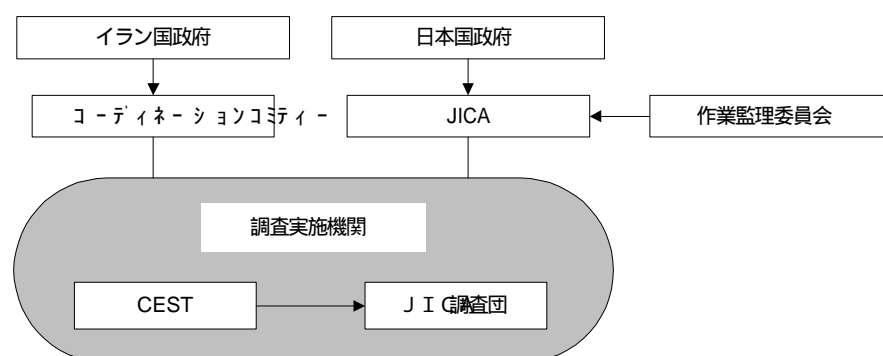 イラン国政府
日本国政府
コーディネーションコミティー
JICA
作業監理委員会
調査実施機関
CEST
JICA調査団